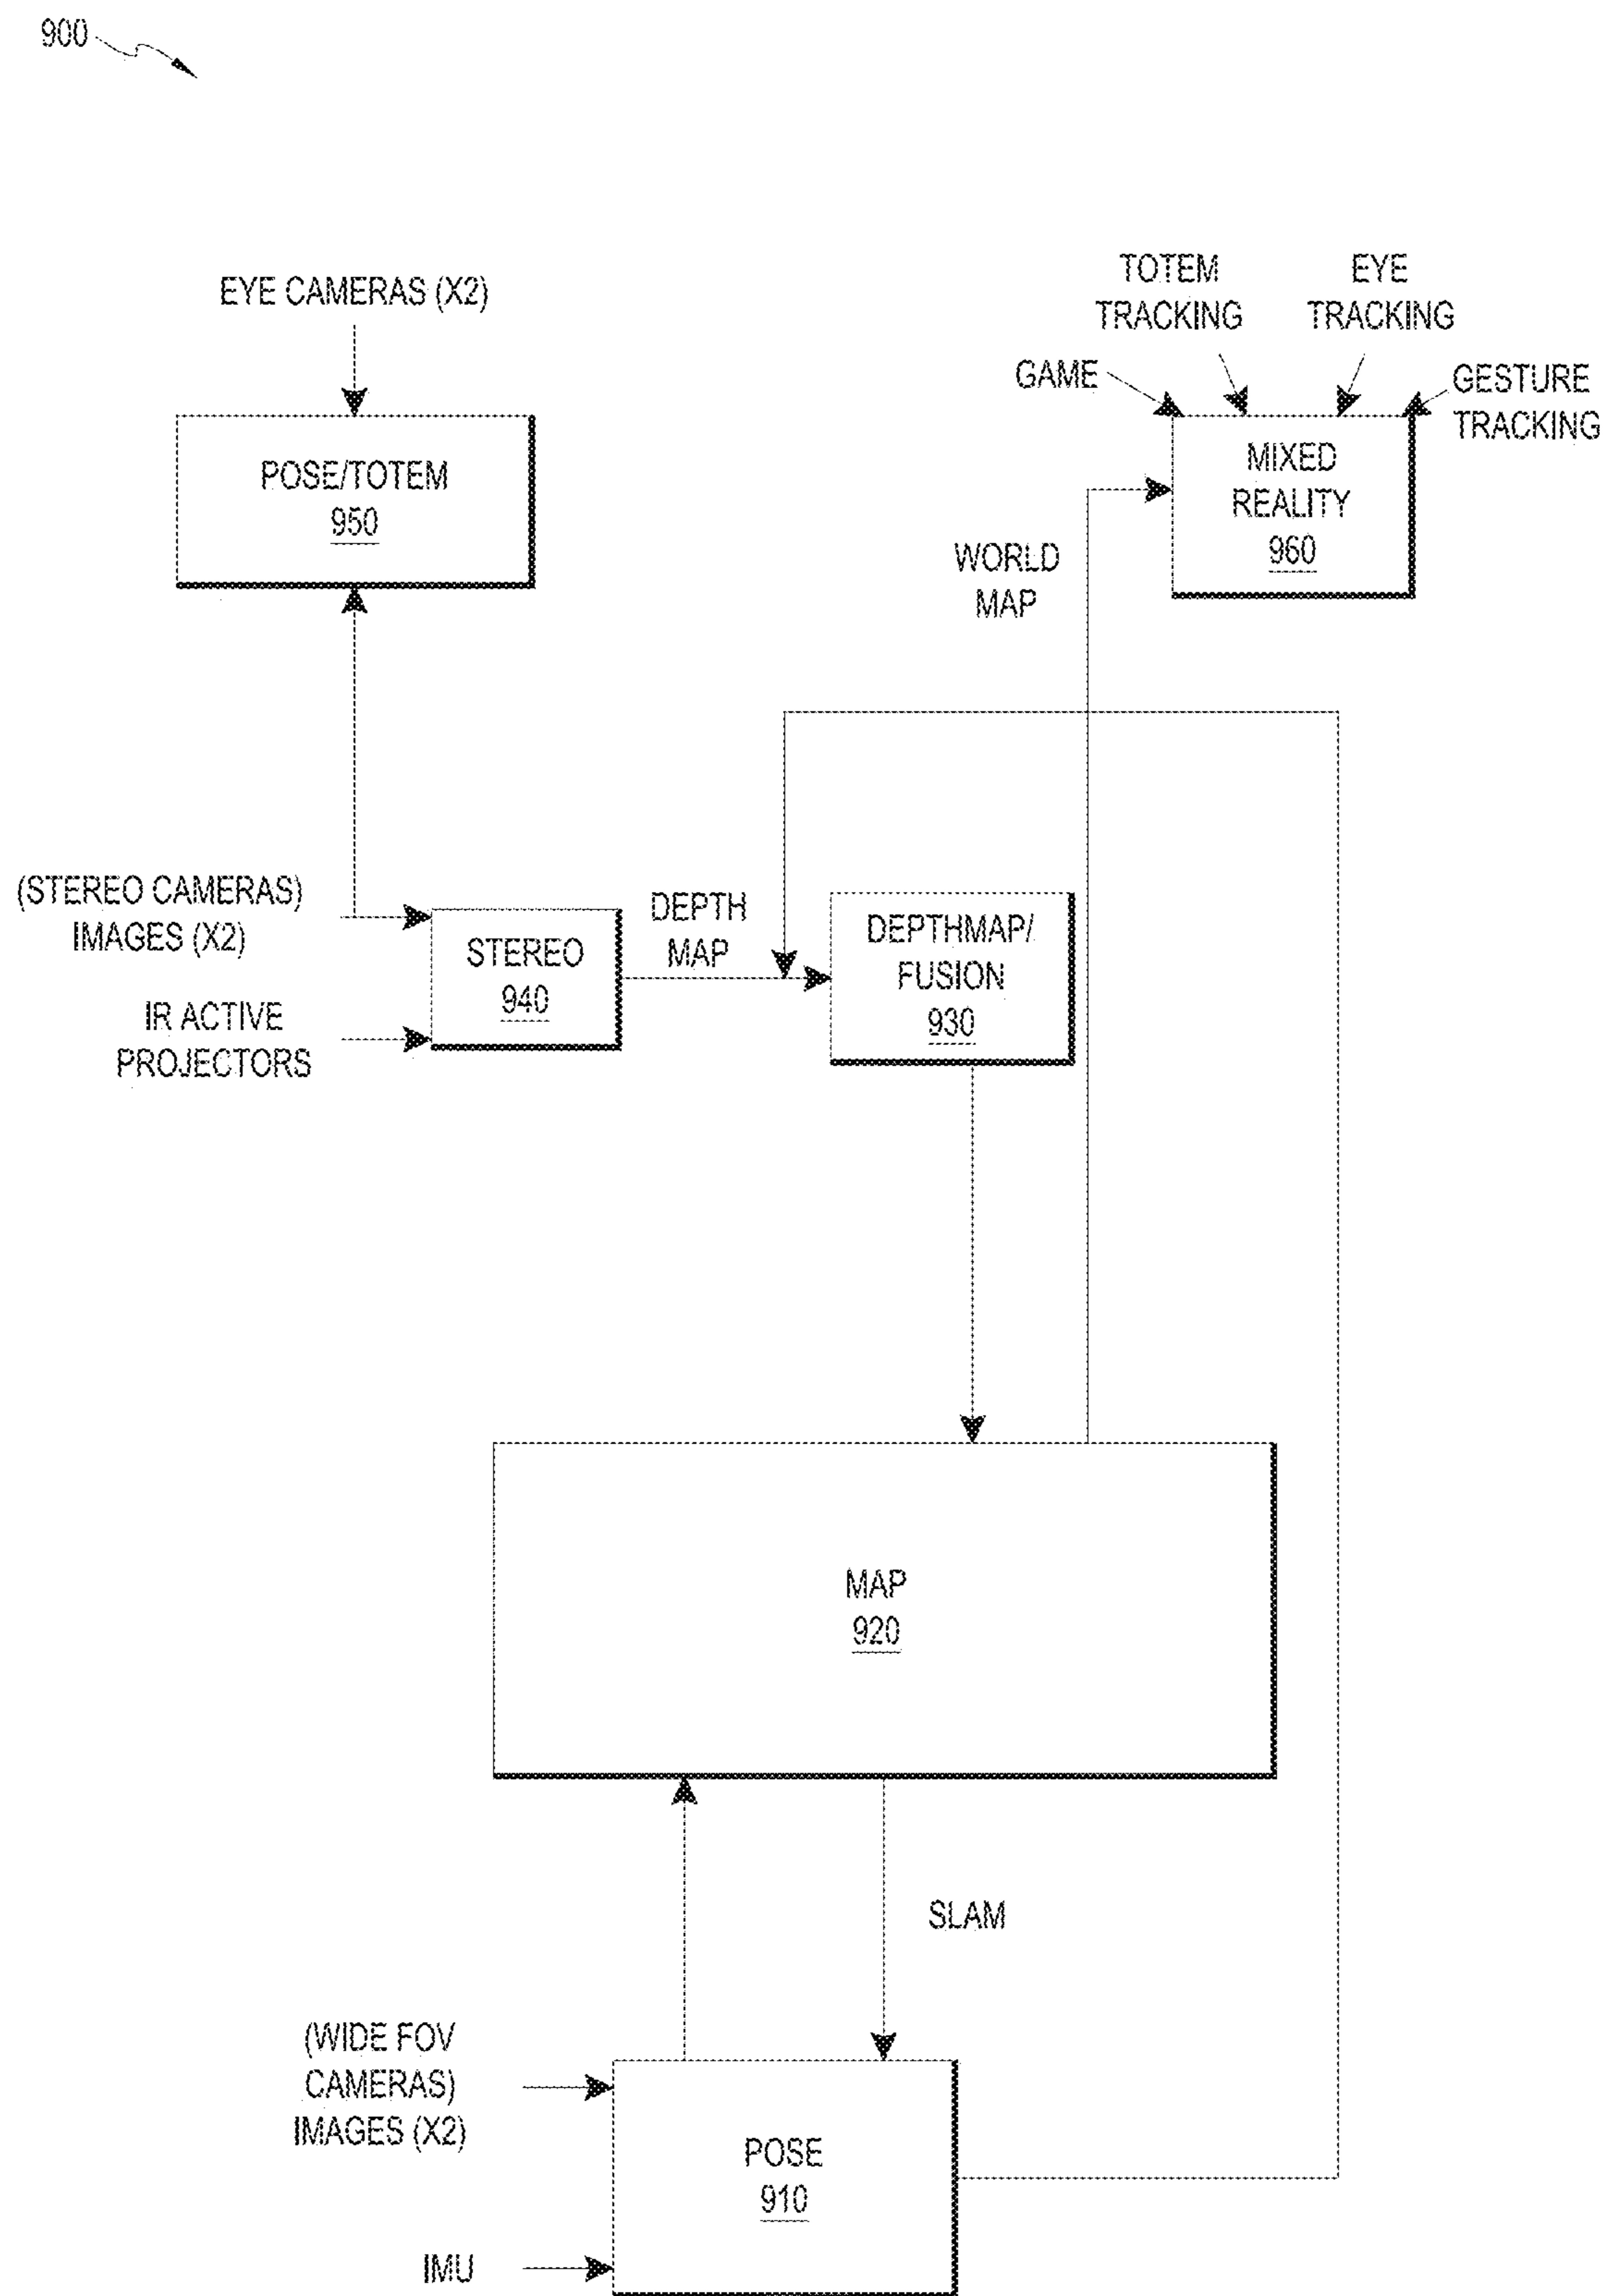 900
EYE CAMERAS (X2)
POSE/TOTEM
950
TOTEM
TRACKING
EYE
TRACKING
GAME
GESTURE
TRACKING
MIXED
REALITY
960
WORLD
MAP
(STEREO CAMERAS)
IMAGES (X2)
IR ACTIVE
PROJECTORS
STEREO
940
DEPTH
MAP
DEPTHMAP/
FUSION
930
MAP
920
SLAM
(WIDE FOV
CAMERAS)
IMAGES (X2)
IMU
POSE
910